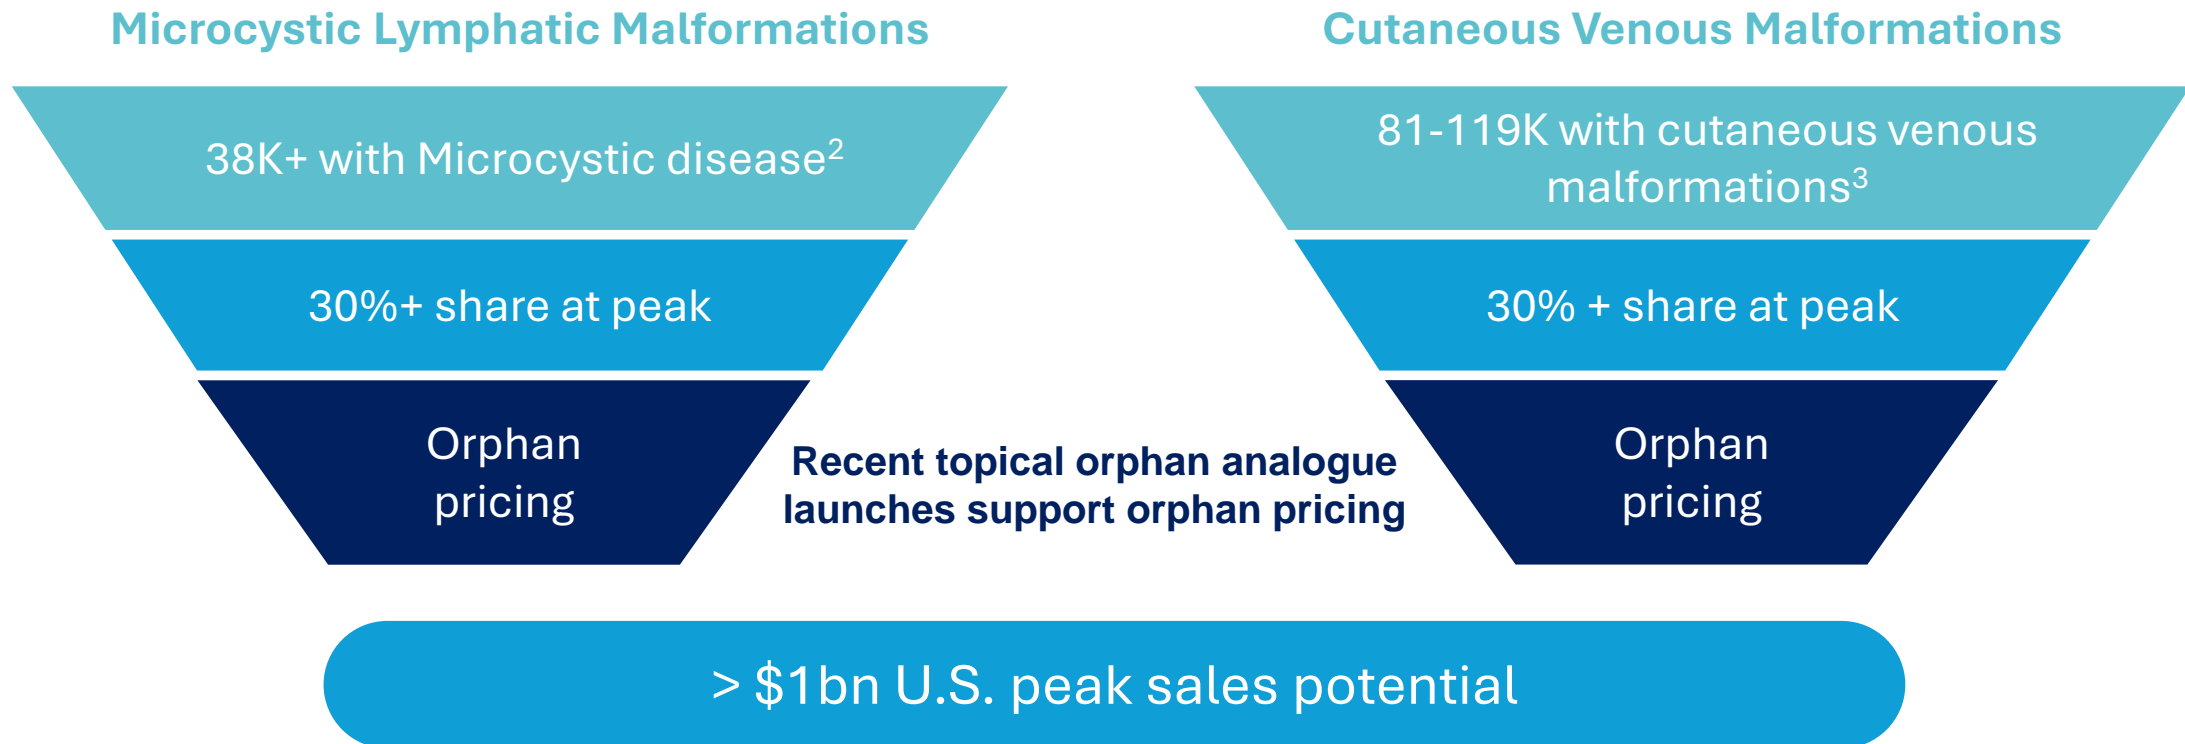 Microcystic Lymphatic Malformations
38K+ with Microcystic disease²
30%+ share at peak
Orphan
pricing
Cutaneous Venous Malformations
81-119K with cutaneous venous
malformations³
30% + share at peak
Orphan
pricing
Recent topical orphan analogue
launches support orphan pricing
> $1bn U.S. peak sales potential